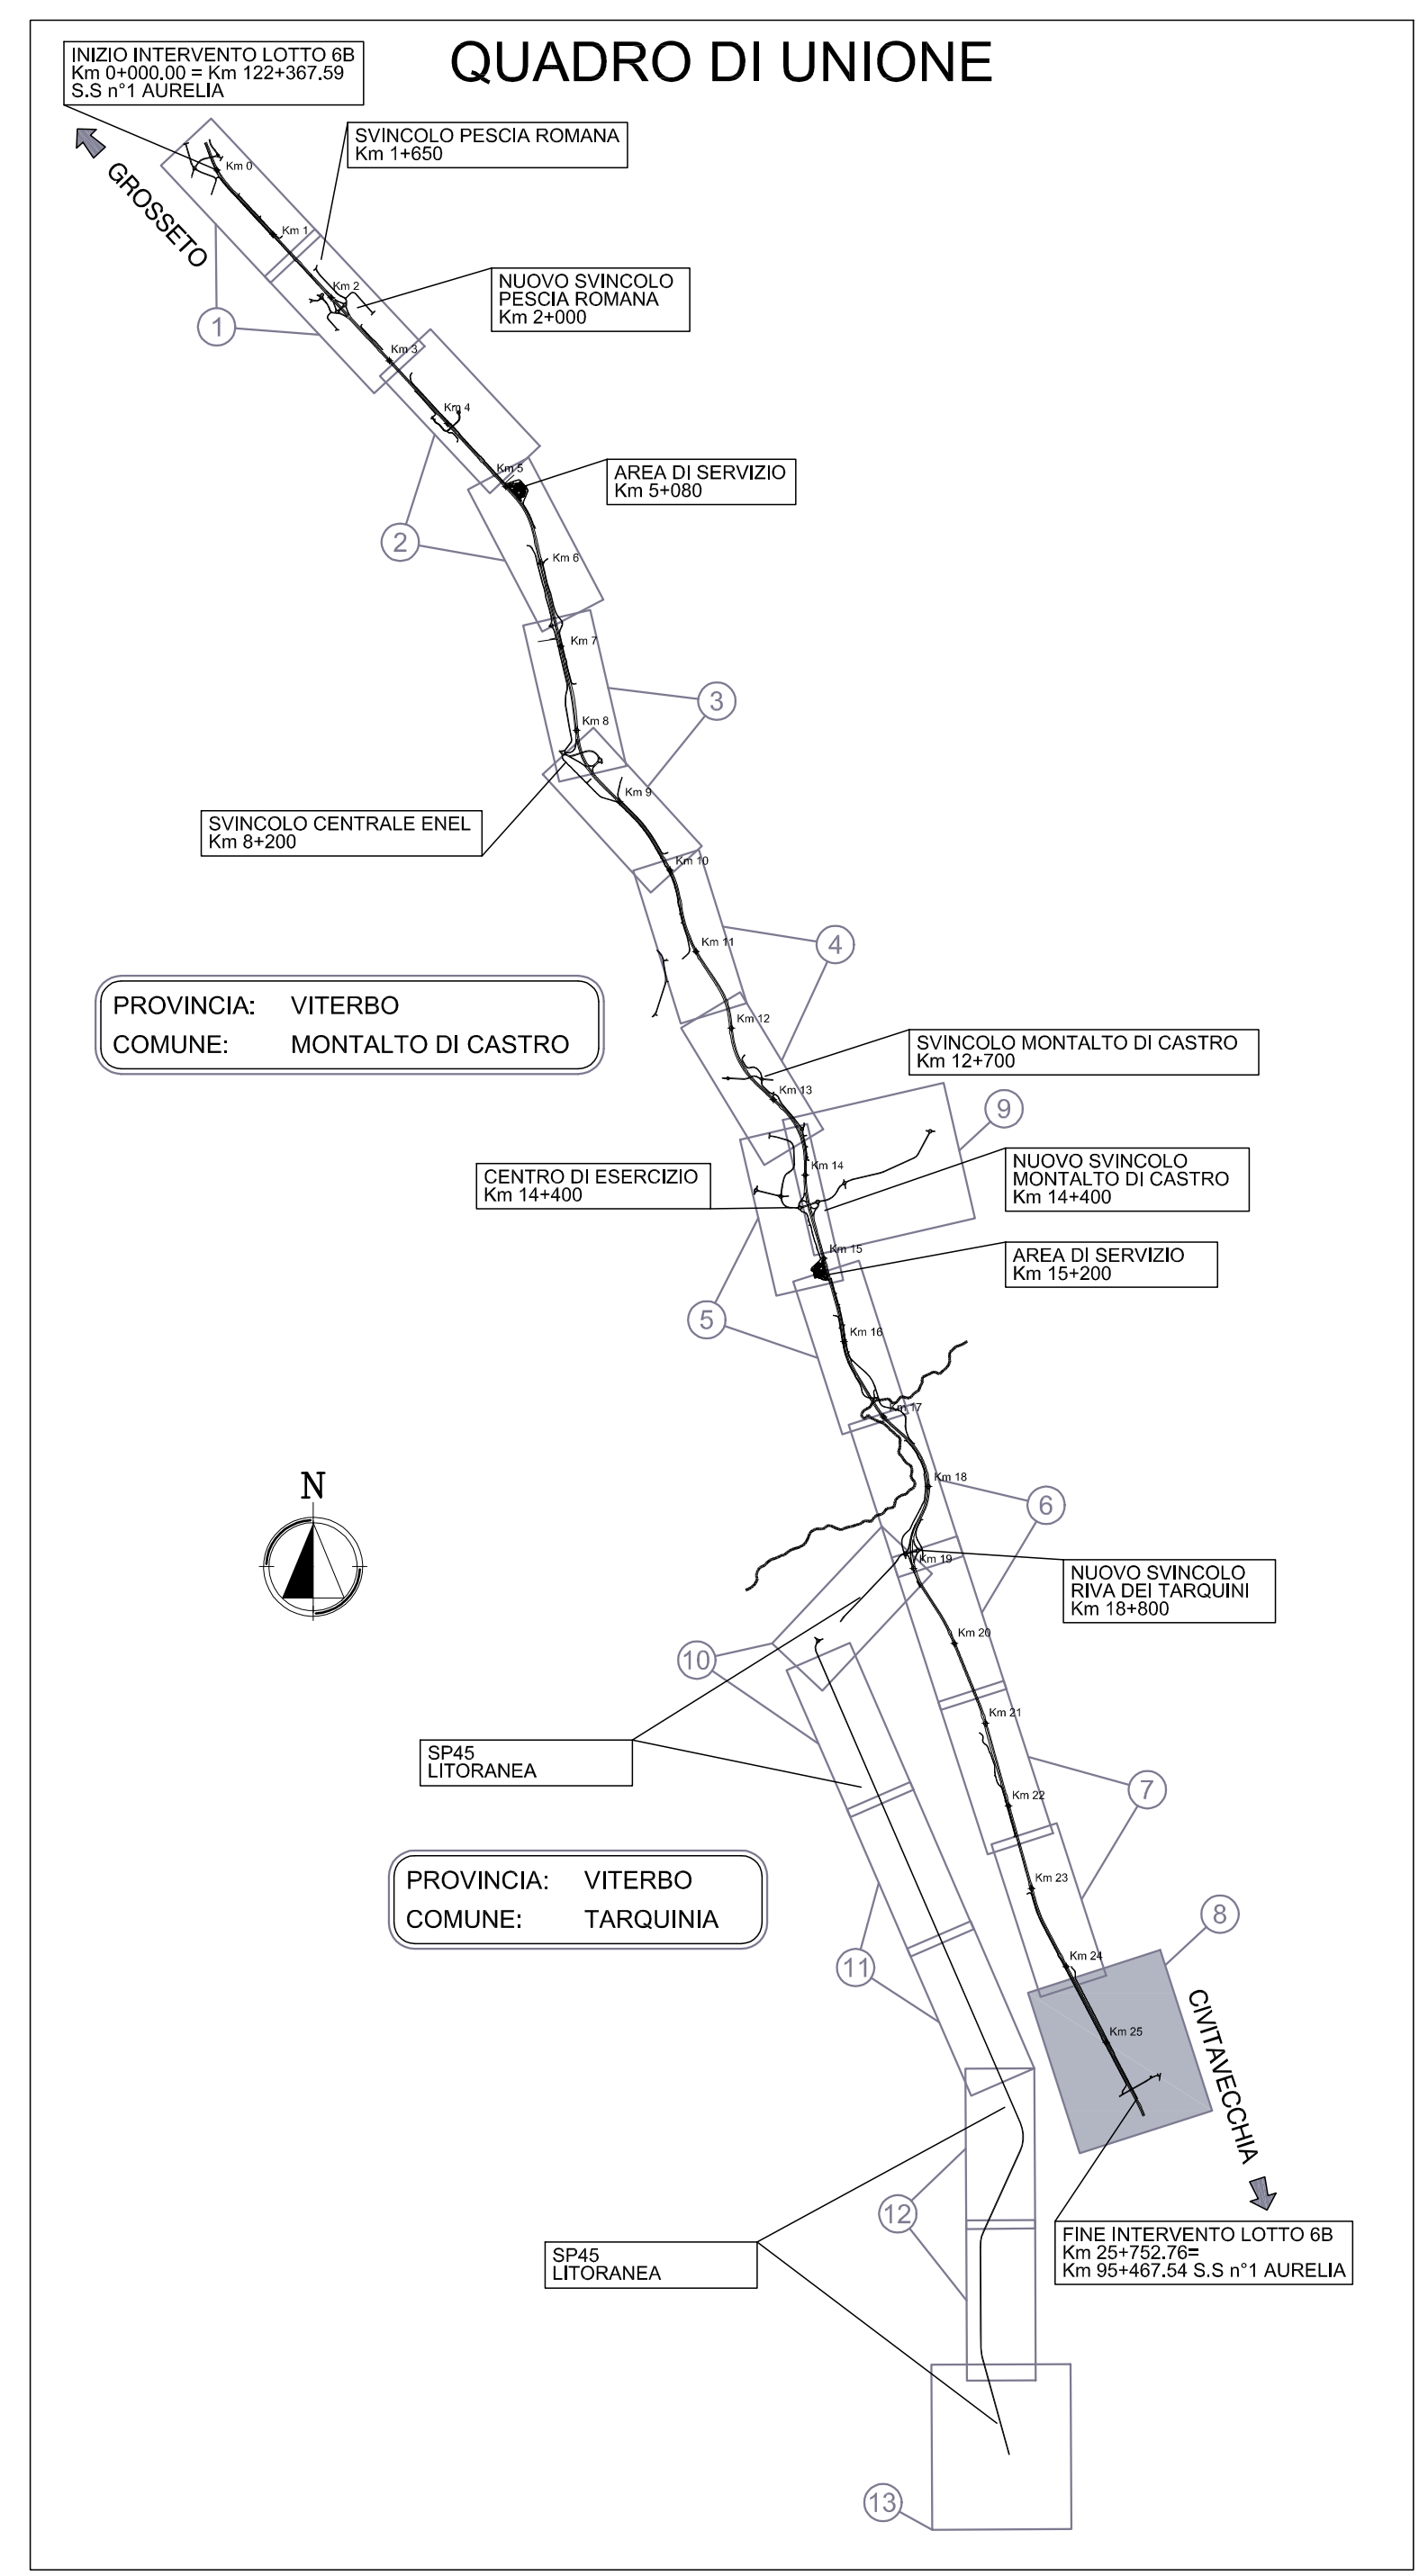 QUADRO DI UNIONE
INIZIO INTERVENTO LOTTO 6B
Km 0+000.00 = Km 122+367.59
S.S n°1 AURELIA
SVINCOLO PESCIA ROMANA
Km 1+650
GROSSETO
Km 0
Km 1
NUOVO SVINCOLO
PESCIA ROMANA
Km 2+000
Km 2
1
Km 3
Km 4
AREA DI SERVIZIO
Km 5+080
Km 5
2
Km 6
Km 7
3
Km 8
Km 9
SVINCOLO CENTRALE ENEL
Km 8+200
Km 10
Km 11
4
PROVINCIA: VITERBO
COMUNE: MONTALTO DI CASTRO
Km 12
SVINCOLO MONTALTO DI CASTRO
Km 12+700
Km 13
9
CENTRO DI ESERCIZIO
Km 14+400
Km 14
NUOVO SVINCOLO
MONTALTO DI CASTRO
Km 14+400
Km 15
AREA DI SERVIZIO
Km 15+200
5
Km 16
Km 17
Km 18
N
6
Km 19
NUOVO SVINCOLO
RIVA DEI TARQUINI
Km 18+800
Km 20
10
Km 21
SP45
LITORANEA
Km 22
7
PROVINCIA: VITERBO
COMUNE: TARQUINIA
Km 23
8
Km 24
11
CIVITAVECCHIA
Km 25
12
FINE INTERVENTO LOTTO 6B
Km 25+752.76=
Km 95+467.54 S.S n°1 AURELIA
SP45
LITORANEA
13